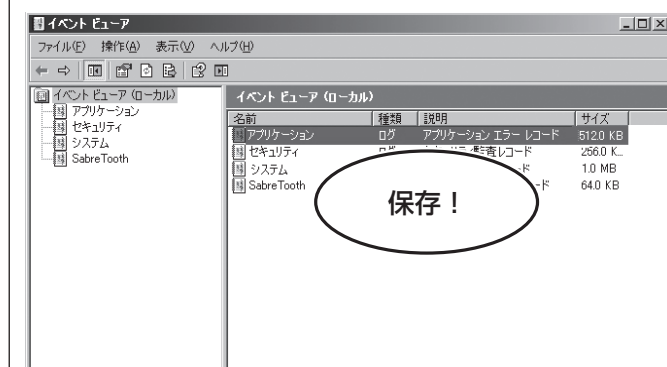 イベント ビューア
ファイル(F) 操作(A) 表示(V) ヘルプ(H)
イベント ビューア (ローカル)
アプリケーション
セキュリティ
システム
SabreTooth
イベント ビューア (ローカル)
名前 種類 説明 サイズ
アプリケーション ログ アプリケーション エラー レコード 512.0 KB
セキュリティ レコード 256.0 K...
システム 1.0 MB
SabreTooth 64.0 KB
保存！